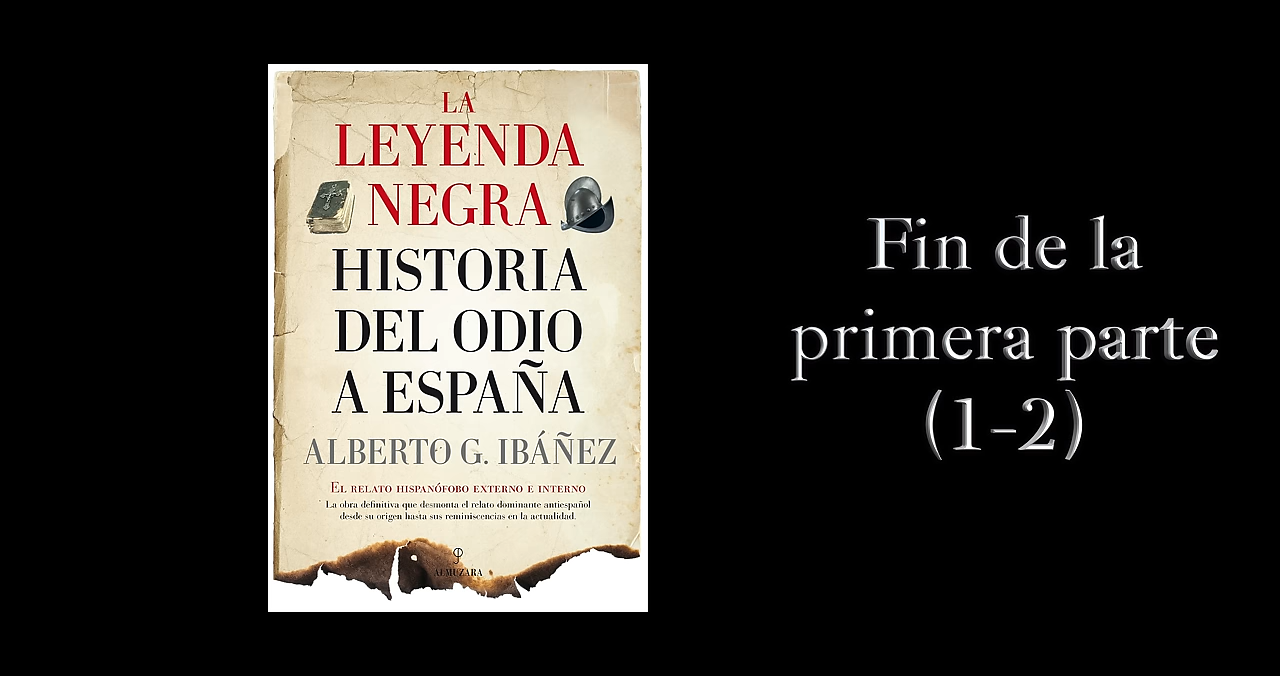 LA
LEYENDA
NEGRA
HISTORIA
DEL ODIO
A ESPAÑA
ALBERTO G. IBÁÑEZ
EL RELATO HISPANÓFOBO EXTERNO E INTERNO
La obra definitiva que desmonta el relato dominante antiespañol
desde su origen hasta sus reminiscencias en la actualidad.
ALMUZARA
Fin de la
primera parte
(1-2)